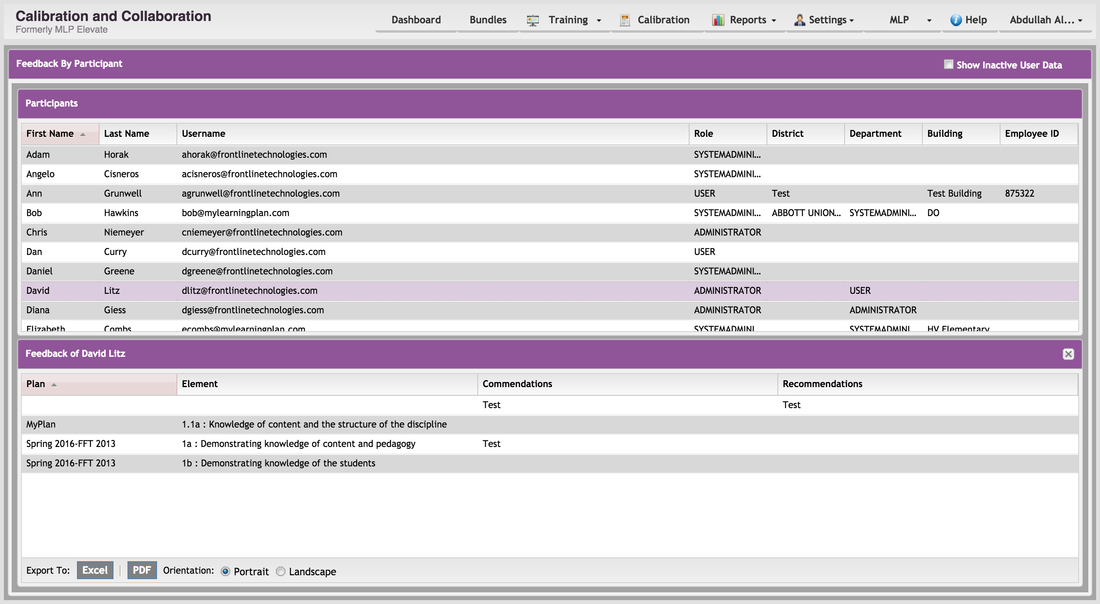 Calibration and Collaboration
Formerly MLP Elevate
Dashboard Bundles Training Calibration Reports Settings MLP Help Abdullah Al...
Feedback By Participant Show Inactive User Data
Participants
First Name Last Name Username Role District Department Building Employee ID
Adam Horak ahorak@frontlinetechnologies.com SYSTEMADMINI...
Angelo Cisneros acisneros@frontlinetechnologies.com SYSTEMADMINI...
Ann Grunwell agrunwell@frontlinetechnologies.com USER Test Test Building 875322
Bob Hawkins bob@mylearningplan.com SYSTEMADMINI... ABBOTT UNION... SYSTEMADMINI... DO
Chris Niemeyer cniemeyer@frontlinetechnologies.com ADMINISTRATOR
Dan Curry dcurry@frontlinetechnologies.com USER
Daniel Greene dgreene@frontlinetechnologies.com SYSTEMADMINI...
David Litz dlitz@frontlinetechnologies.com ADMINISTRATOR USER
Diana Giess dgiess@frontlinetechnologies.com ADMINISTRATOR ADMINISTRATOR
Elizabeth Combs ecombs@mylearningplan.com SYSTEMADMINI... SYSTEMADMINI... HV Elementary
Feedback of David Litz
Plan Element Commendations Recommendations
Test Test
MyPlan 1.1a : Knowledge of content and the structure of the discipline
Spring 2016-FFT 2013 1a : Demonstrating knowledge of content and pedagogy Test
Spring 2016-FFT 2013 1b : Demonstrating knowledge of the students
Export To: Excel | PDF Orientation: Portrait Landscape